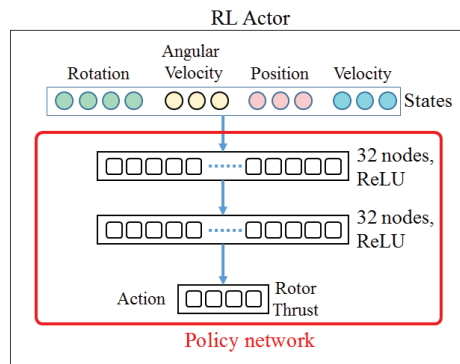 RL Actor
Rotation
Angular
Velocity
Position
Velocity
States
32 nodes,
ReLU
32 nodes,
ReLU
Action
Rotor
Thrust
Policy network